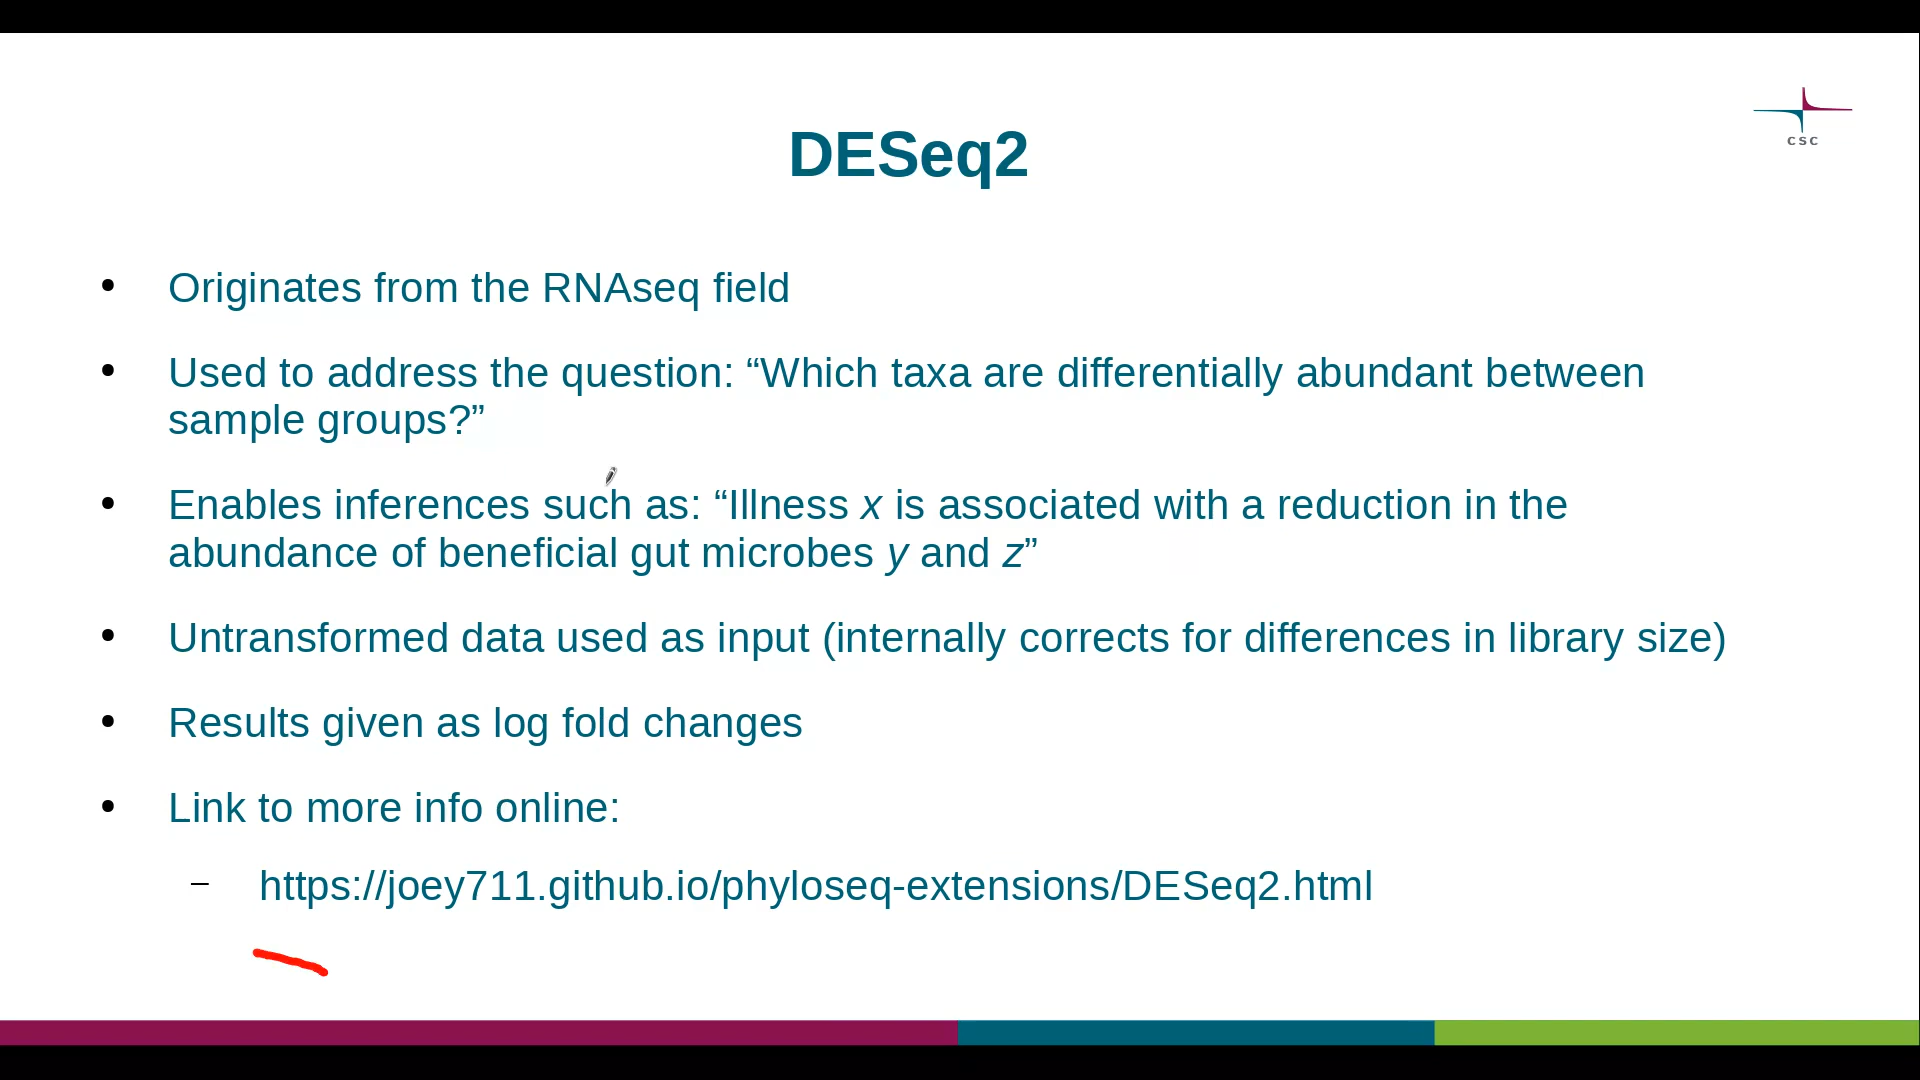 CSC
DESeq2
• Originates from the RNAseq field
• Used to address the question: “Which taxa are differentially abundant between
sample groups?”
• Enables inferences such as: “Illness x is associated with a reduction in the
abundance of beneficial gut microbes y and z”
• Untransformed data used as input (internally corrects for differences in library size)
• Results given as log fold changes
• Link to more info online:
– https://joey711.github.io/phyloseq-extensions/DESeq2.html